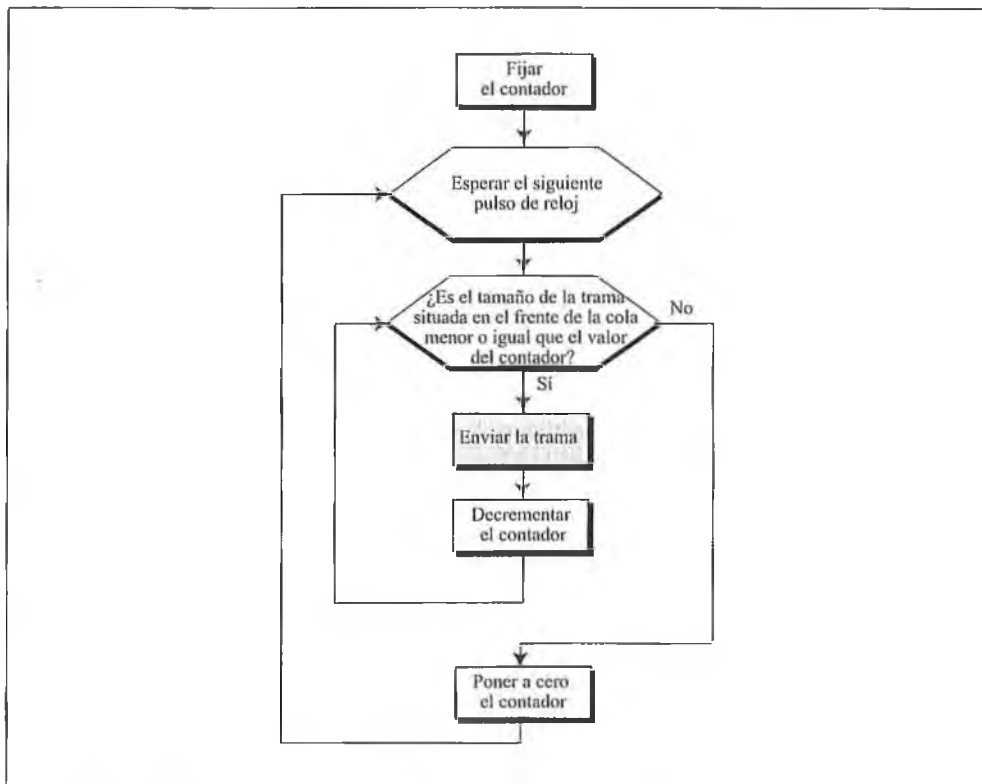 Fijar
el contador
Esperar el siguiente
pulso de reloj
¿Es el tamaño de la trama
situada en el frente de la cola
menor o igual que el valor
del contador?
No
Sí
Enviar la trama
Decrementar
el contador
Poner a cero
el contador